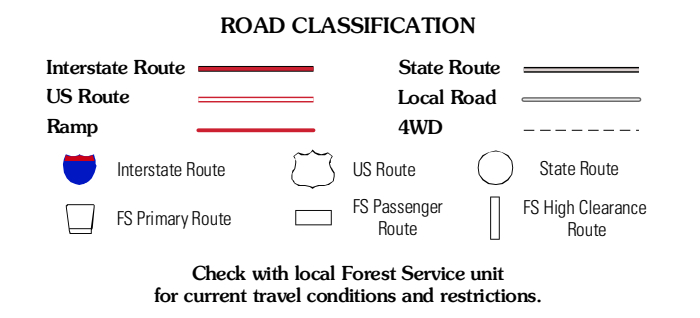 ROAD CLASSIFICATION
Interstate Route
State Route
US Route
Local Road
Ramp
4WD
Interstate Route
US Route
State Route
FS Primary Route
FS Passenger
Route
FS High Clearance
Route
Check with local Forest Service unit
for current travel conditions and restrictions.